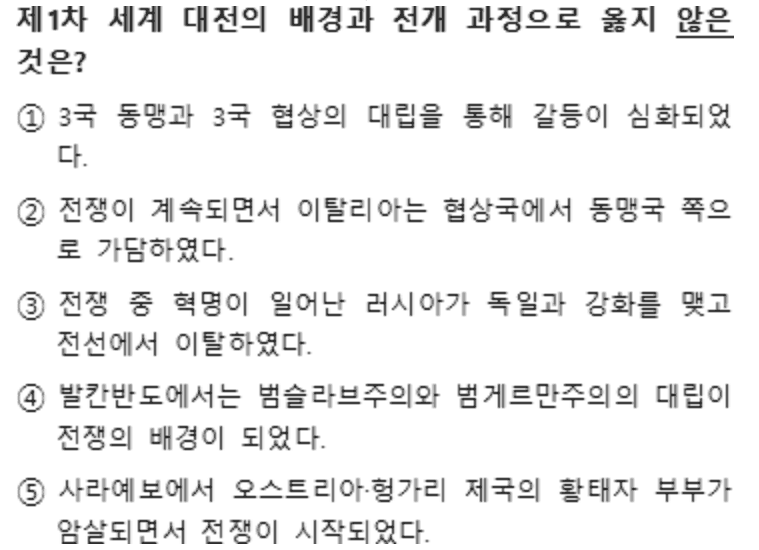 제1차 세계 대전의 배경과 전개 과정으로 옳지 않은
것은?
① 3국 동맹과 3국 협상의 대립을 통해 갈등이 심화되었
다.
② 전쟁이 계속되면서 이탈리아는 협상국에서 동맹국 쪽으
로 가담하였다.
③ 전쟁 중 혁명이 일어난 러시아가 독일과 강화를 맺고
전선에서 이탈하였다.
④ 발칸반도에서는 범슬라브주의와 범게르만주의의 대립이
전쟁의 배경이 되었다.
⑤ 사라예보에서 오스트리아·헝가리 제국의 황태자 부부가
암살되면서 전쟁이 시작되었다.